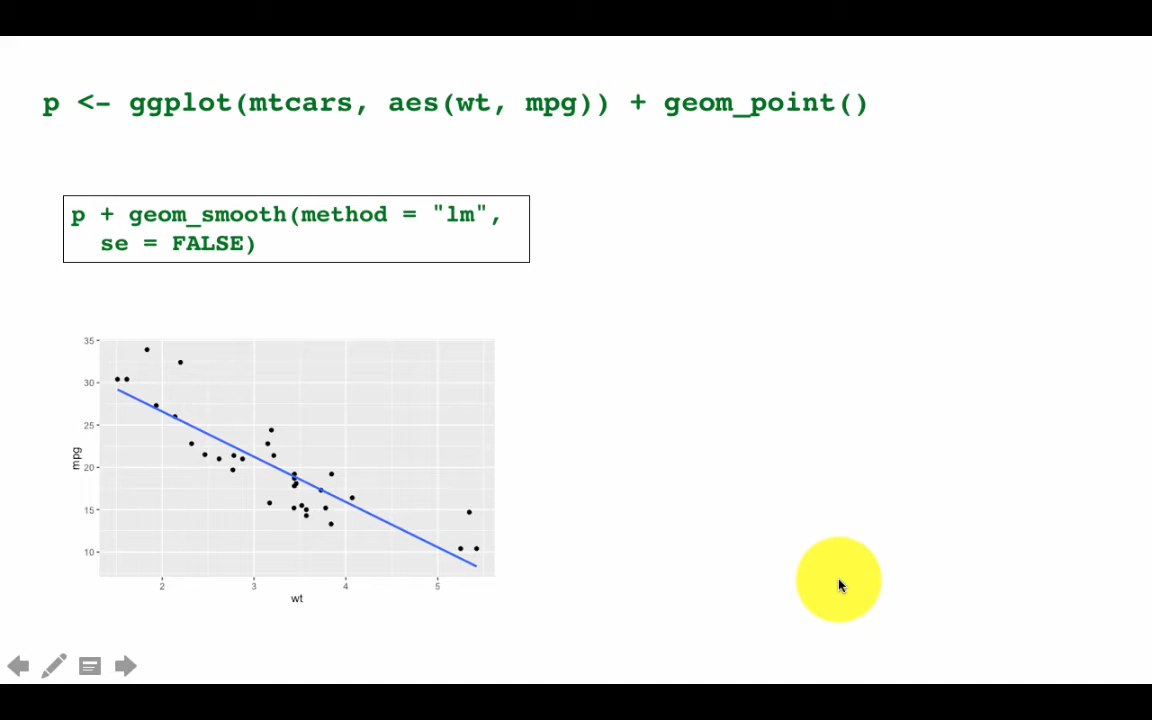 p <- ggplot(mtcars, aes(wt, mpg)) + geom_point()
p + geom_smooth(method = "lm",
se = FALSE)
35
30
25
20
15
10
mpg
2 3 4 5
wt